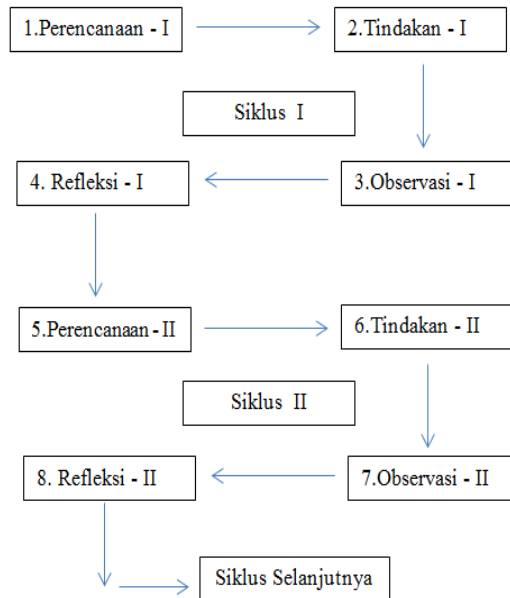 1.Perencanaan - I
2.Tindakan - I
Siklus I
4. Refleksi - I
3.Observasi - I
5.Perencanaan - II
6.Tindakan - II
Siklus II
8. Refleksi - II
7.Observasi - II
Siklus Selanjutnya